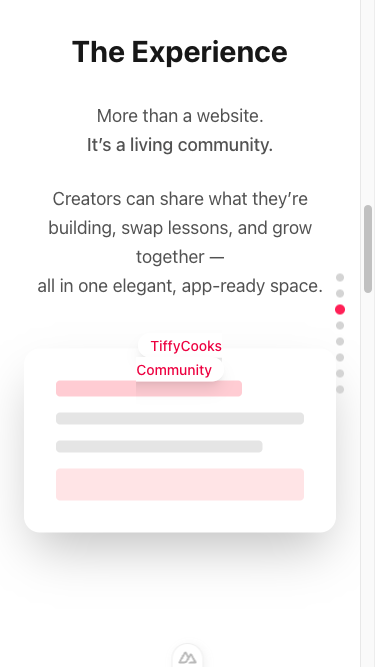 The Experience
More than a website.
It’s a living community.
Creators can share what they’re
building, swap lessons, and grow
together —
all in one elegant, app-ready space.
TiffyCooks
Community